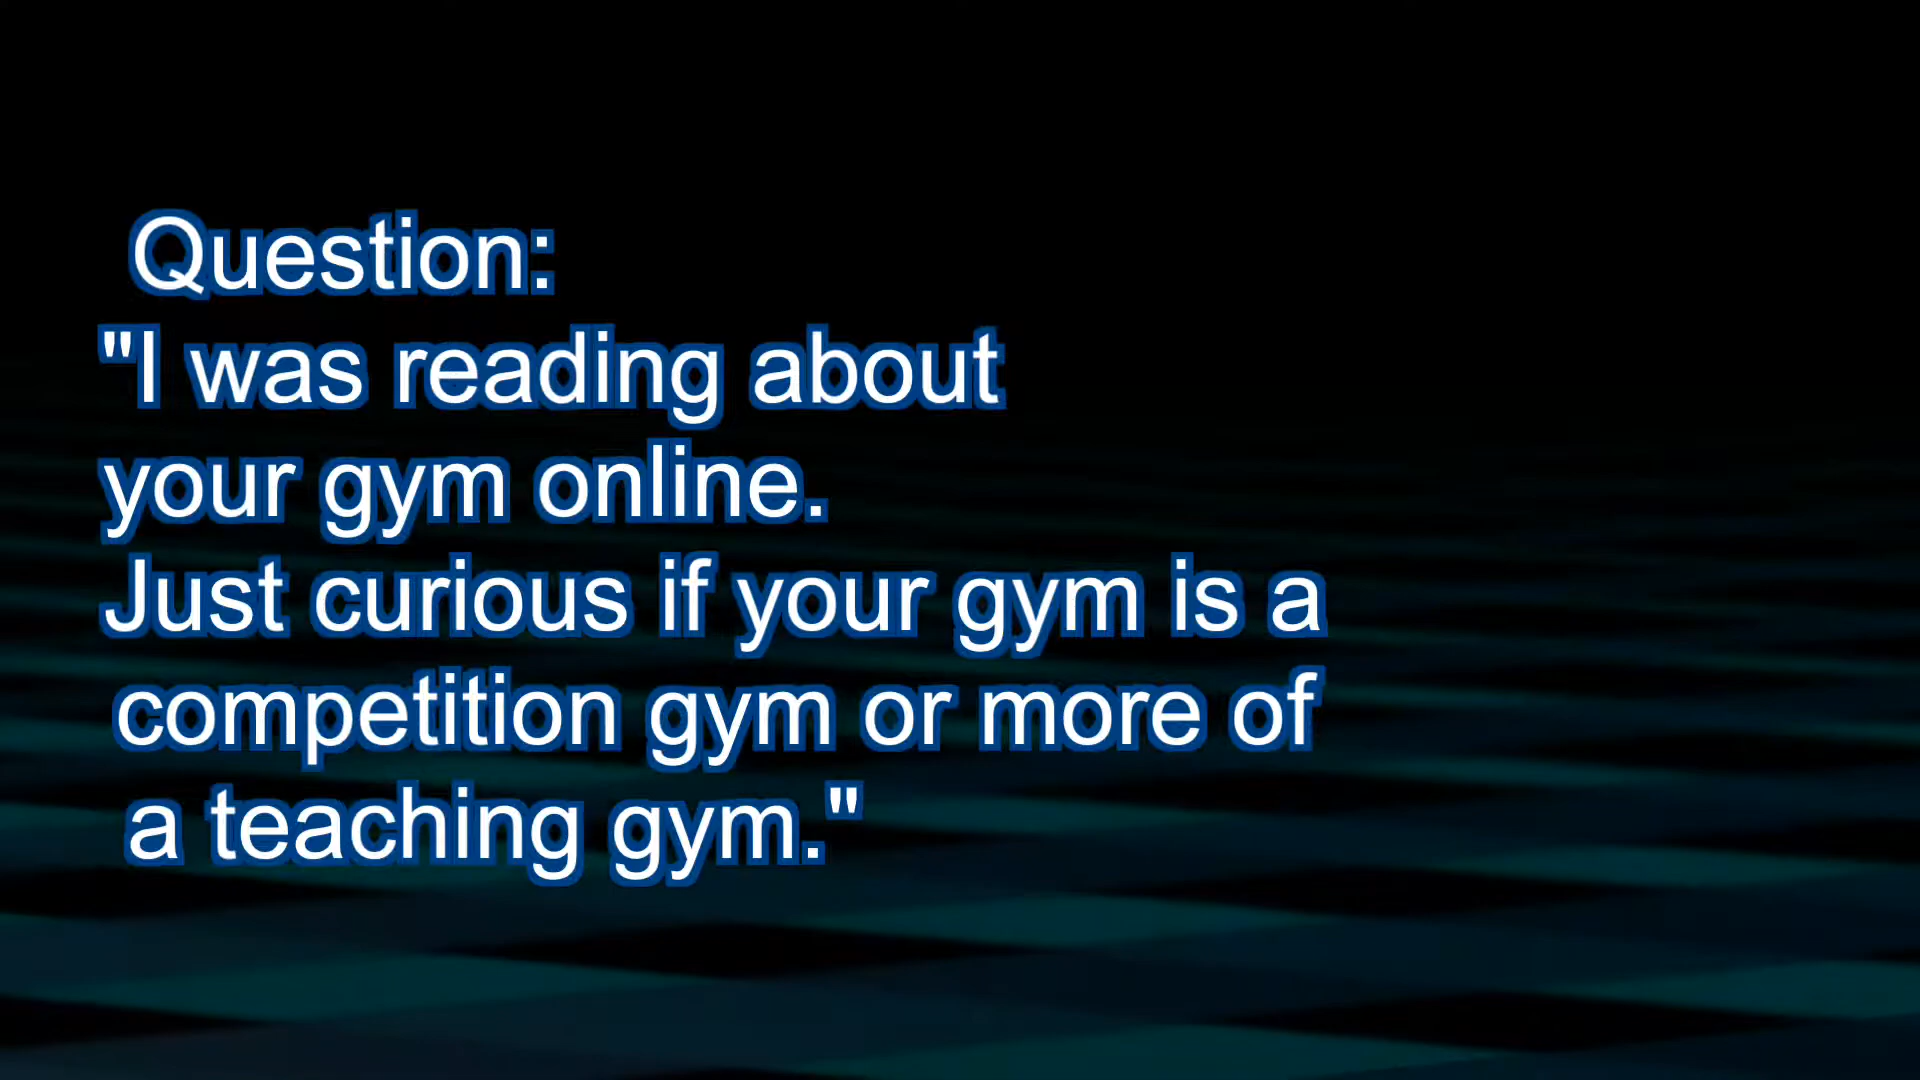 Question:
"I was reading about
your gym online.
Just curious if your gym is a
competition gym or more of
a teaching gym."